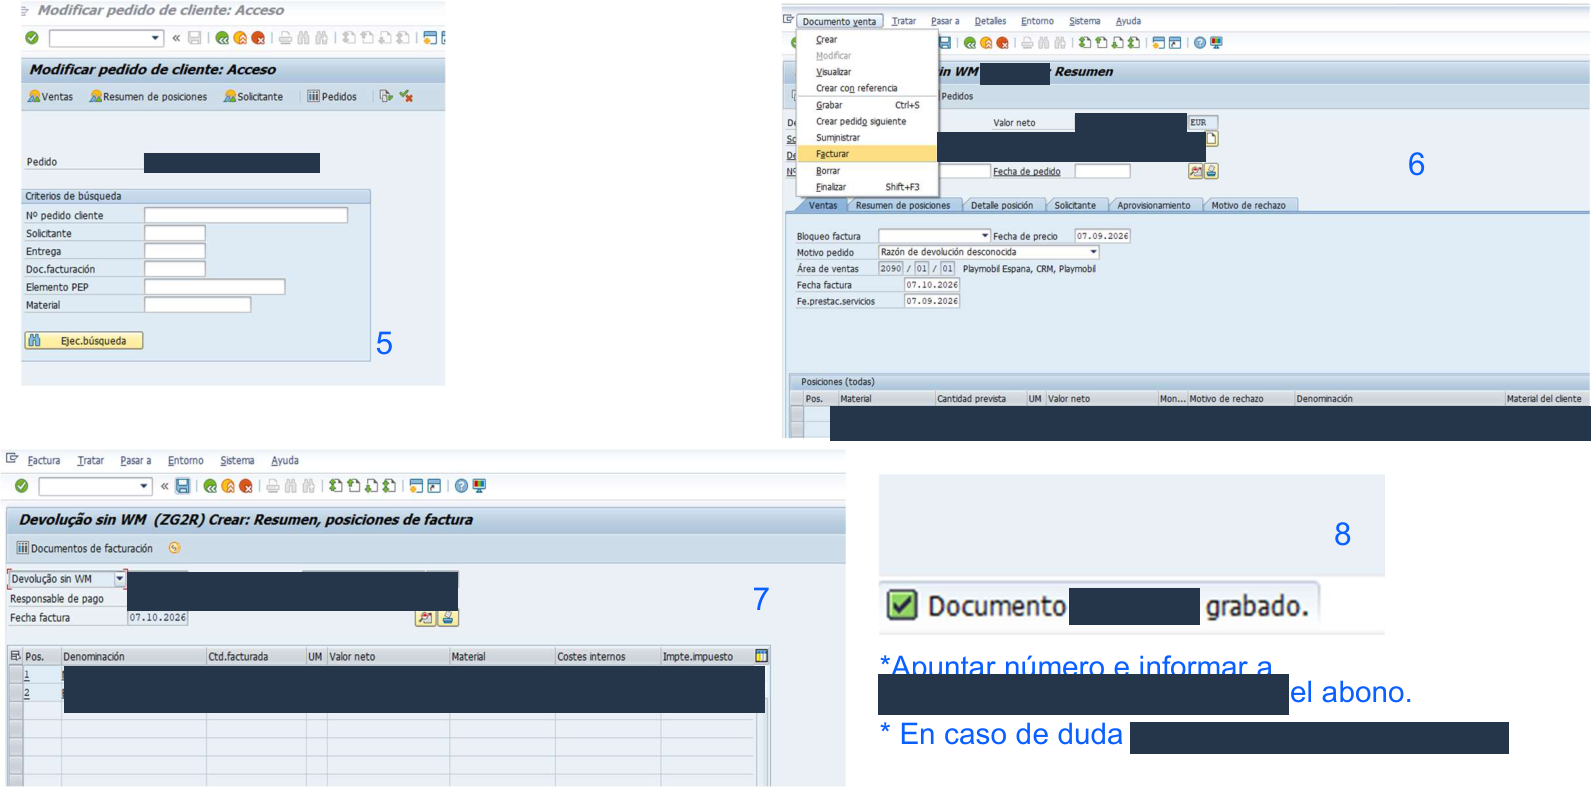 Modificar pedido de cliente: Acceso
Modificar pedido de cliente: Acceso
Ventas Resumen de posiciones Solicitante Pedidos
Pedido
Criterios de búsqueda
Nº pedido cliente
Solicitante
Entrega
Doc.facturación
Elemento PEP
Material
Ejec.búsqueda
5
Documento venta Tratar Pasar a Detalles Entorno Sistema Ayuda
Crear
Modificar
Visualizar
Crear con referencia
Grabar Ctrl+S
Crear pedido siguiente
Suministrar
Facturar
Borrar
Finalizar Shift+F3
in WM : Resumen
Pedidos
Valor neto EUR
Fecha de pedido
6
Ventas Resumen de posiciones Detalle posición Solicitante Aprovisionamiento Motivo de rechazo
Bloqueo factura Fecha de precio 07.09.2026
Motivo pedido Razón de devolución desconocida
Área de ventas 2090 / 01 / 01 Playmobil Espana, CRM, Playmobil
Fecha factura 07.10.2026
Fe.prestac.servicios 07.09.2026
Posiciones (todas)
Pos. Material Cantidad prevista UM Valor neto Mon... Motivo de rechazo Denominación Material del cliente
Factura Tratar Pasar a Entorno Sistema Ayuda
Devolução sin WM (ZG2R) Crear: Resumen, posiciones de factura
Documentos de facturación
Devolução sin WM
Responsable de pago
Fecha factura 07.10.2026
7
Pos. Denominación Ctd.facturada UM Valor neto Material Costes internos Impte.impuesto
1
2
8
Documento grabado.
*Apuntar número e informar a
el abono.
* En caso de duda